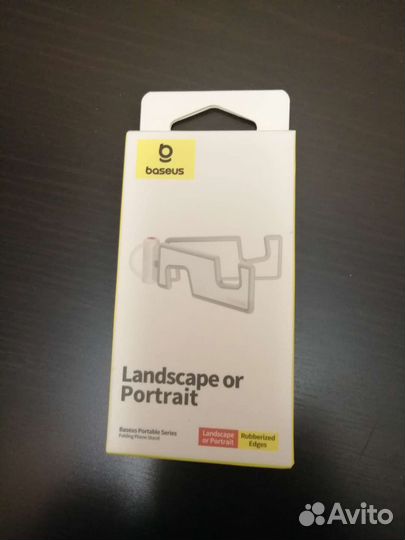 baseus
Landscape or
Portrait
Baseus Portable Series
Folding Phone Stand
Landscape
or Portrait
Rubberized
Edges
Avito